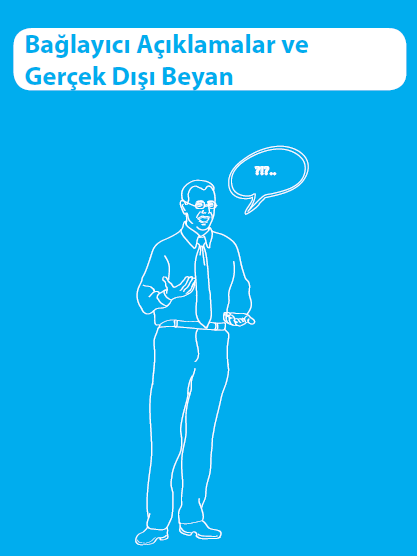 Bağlayıcı Açıklamalar ve
Gerçek Dışı Beyan
???..